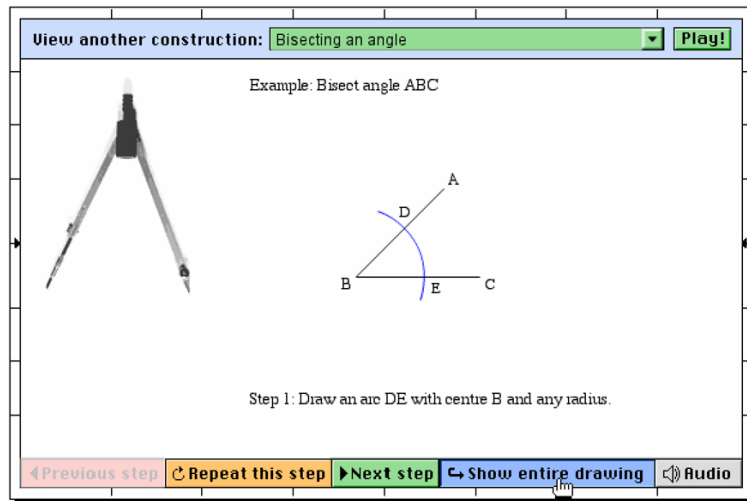 View another construction: Bisecting an angle Play!
Example: Bisect angle ABC
A
D
B E C
Step 1: Draw an arc DE with centre B and any radius.
Previous step Repeat this step Next step Show entire drawing Audio